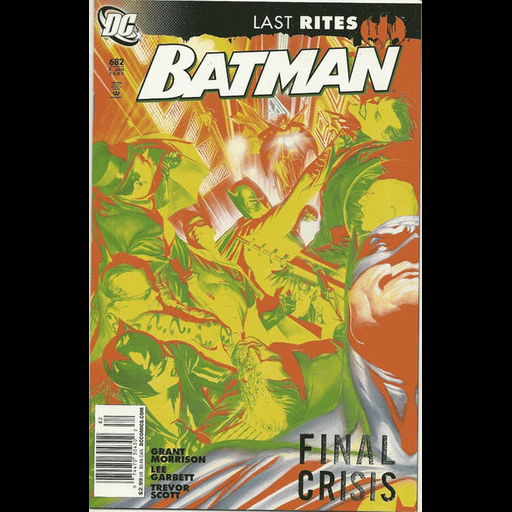 DC
LAST RITES
BATMAN
682
GRANT
MORRISON
LEE
GARBETT
TREVOR
SCOTT
FINAL
CRISIS